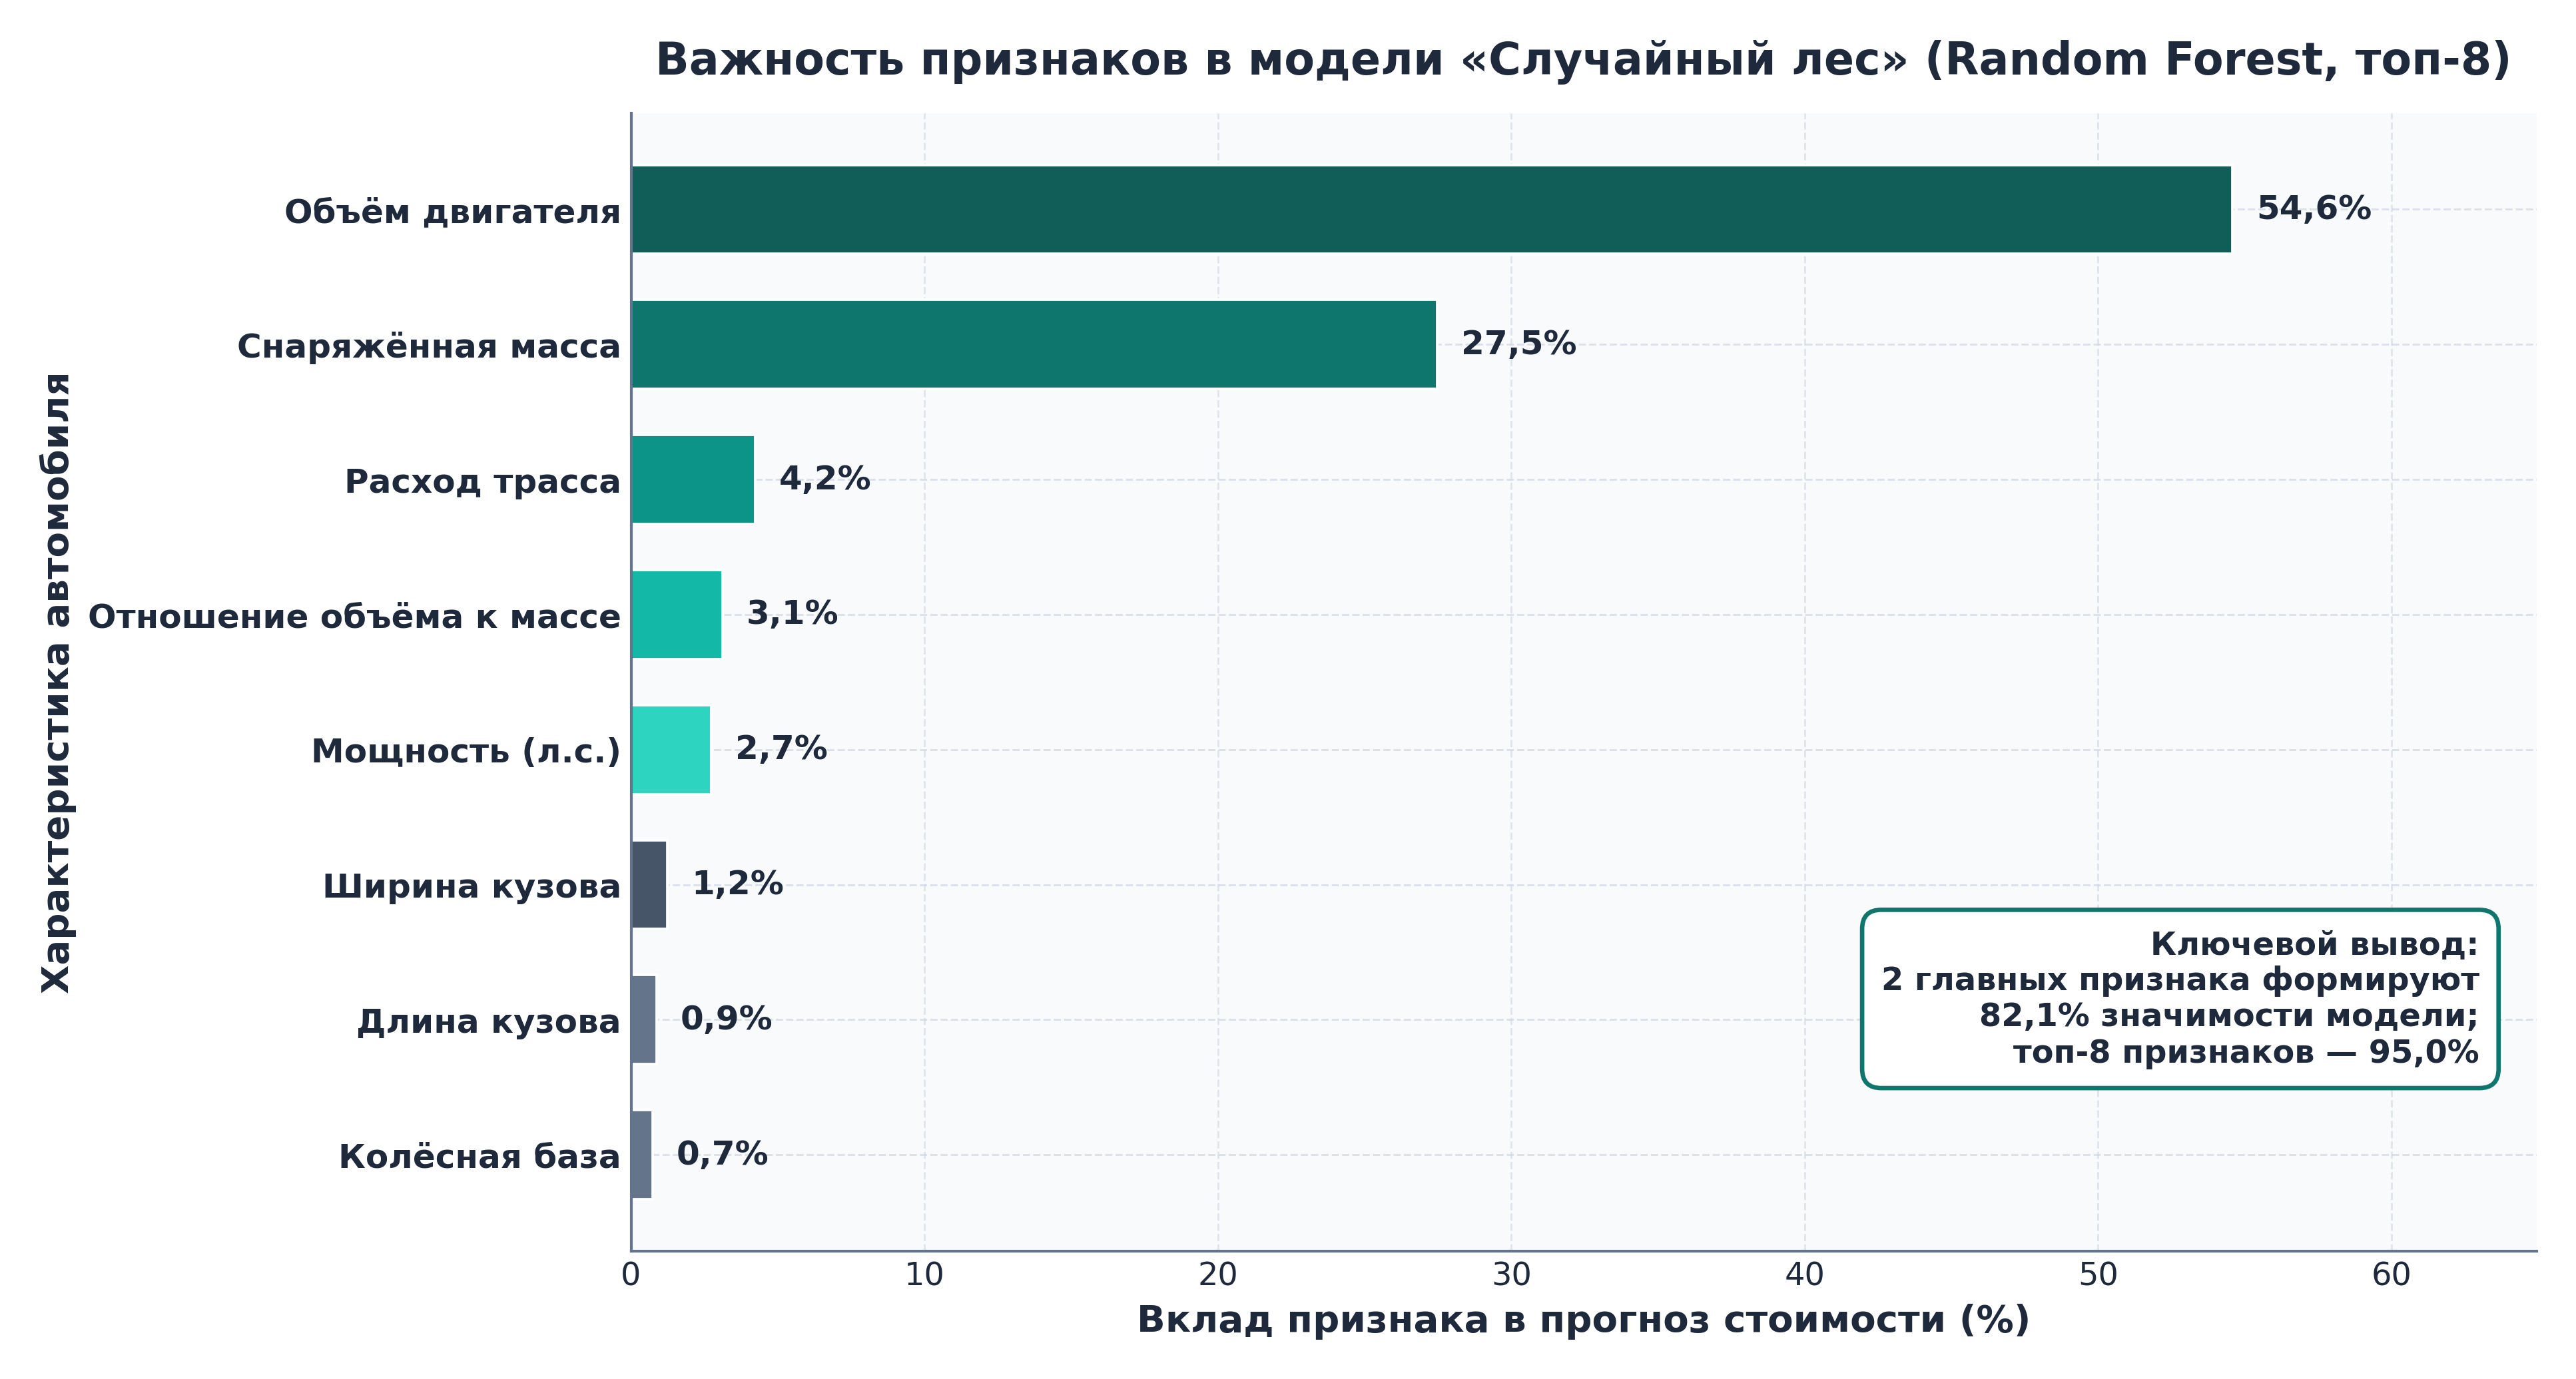 Важность признаков в модели «Случайный лес» (Random Forest, топ-8)
Характеристика автомобиля
Объём двигателя 54,6%
Снаряжённая масса 27,5%
Расход трасса 4,2%
Отношение объёма к массе 3,1%
Мощность (л.с.) 2,7%
Ширина кузова 1,2%
Длина кузова 0,9%
Колёсная база 0,7%
Ключевой вывод:
2 главных признака формируют
82,1% значимости модели;
топ-8 признаков — 95,0%
0 10 20 30 40 50 60
Вклад признака в прогноз стоимости (%)